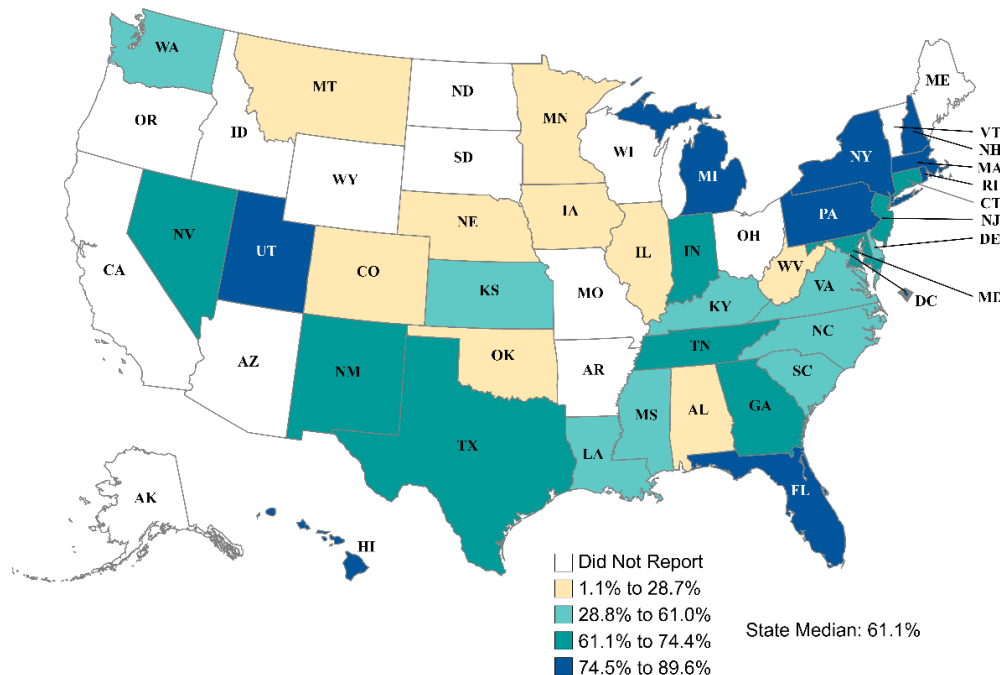 WA
MT
ND
MN
ME
OR
ID
SD
WI
VT
NH
WY
MI
NY
MA
RI
CT
NE
IA
PA
NJ
NV
UT
CO
IL
IN
OH
DE
CA
KS
MO
WV
VA
MD
DC
KY
NC
AZ
NM
OK
AR
TN
SC
MS
AL
GA
TX
LA
FL
AK
HI
Did Not Report
1.1% to 28.7%
28.8% to 61.0%
61.1% to 74.4%
74.5% to 89.6%
State Median: 61.1%